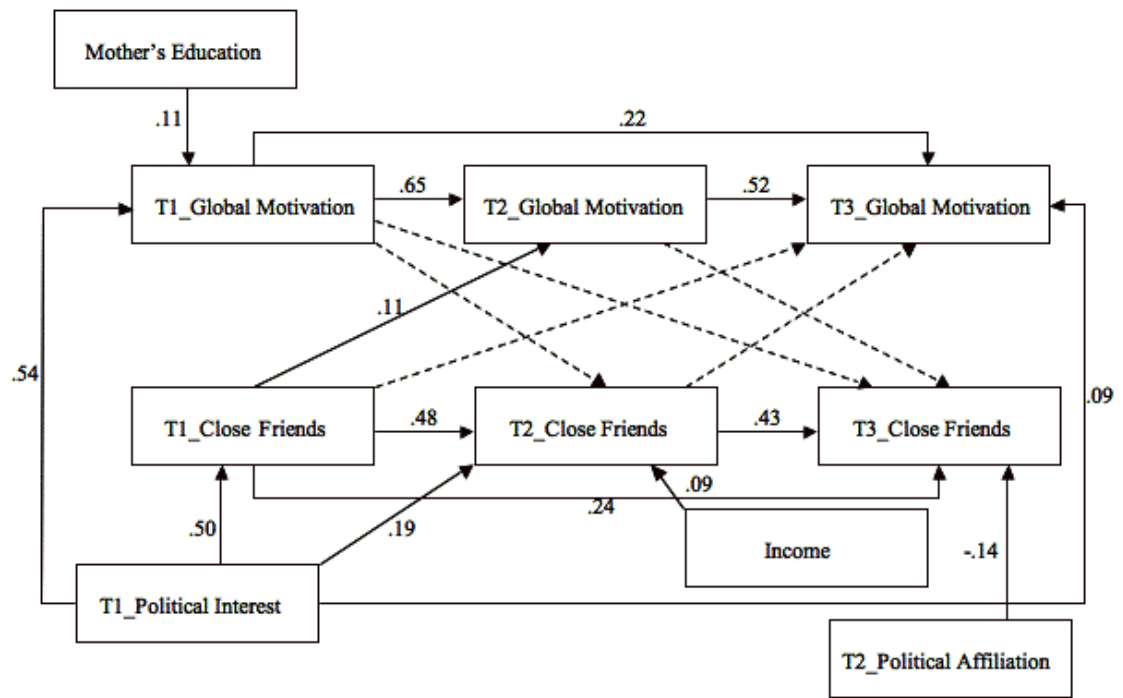 Mother's Education
.11
.22
T1_Global Motivation
.65
T2_Global Motivation
.52
T3_Global Motivation
.11
.54
.09
T1_Close Friends
.48
T2_Close Friends
.43
T3_Close Friends
.50
.19
.24
.09
Income
-.14
T1_Political Interest
T2_Political Affiliation